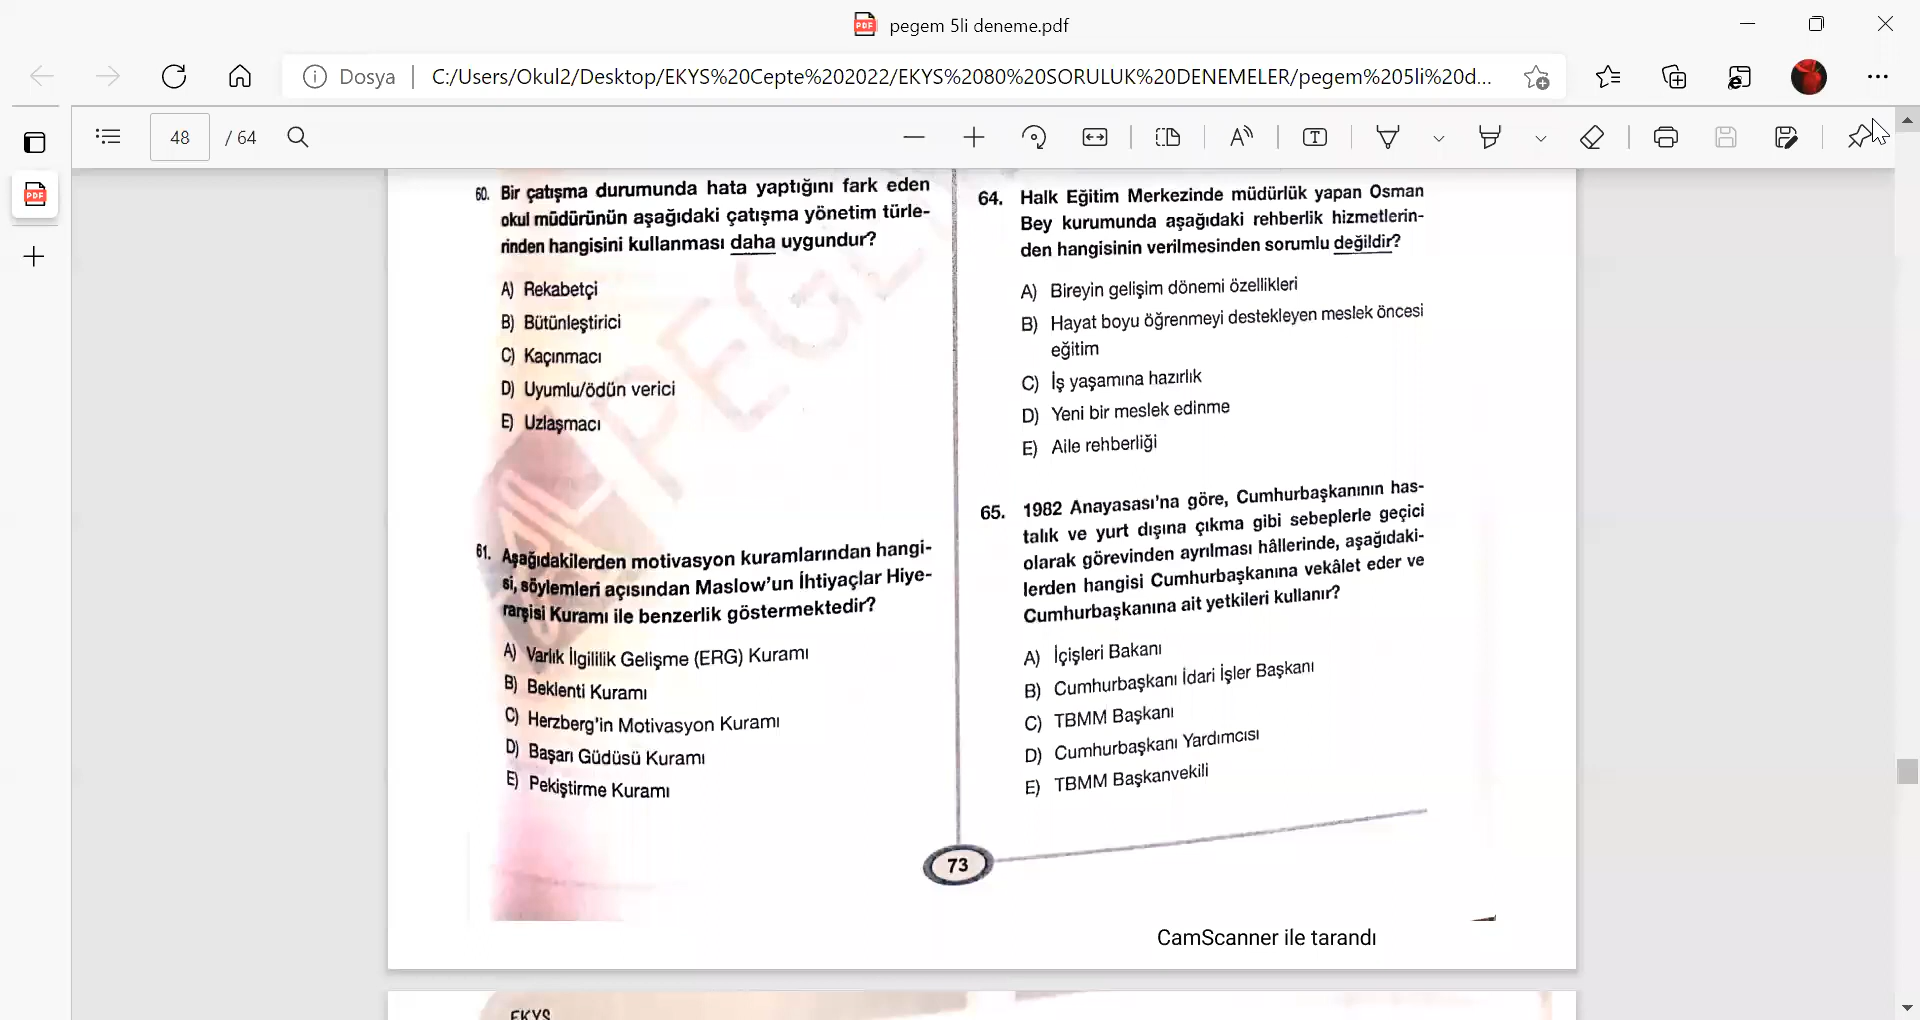 pegem 5li deneme.pdf
Dosya
C:/Users/Okul2/Desktop/EKYS%20Cepte%202022/EKYS%2080%20SORULUK%20DENEMELER/pegem%205li%20d...
48 / 64
60. Bir çatışma durumunda hata yaptığını fark eden
okul müdürünün aşağıdaki çatışma yönetim türle-
rinden hangisini kullanması daha uygundur?
A) Rekabetçi
B) Bütünleştirici
C) Kaçınmacı
D) Uyumlu/ödün verici
E) Uzlaşmacı
61. Aşağıdakilerden motivasyon kuramlarından hangi-
si, söylemleri açısından Maslow'un İhtiyaçlar Hiye-
rarşisi Kuramı ile benzerlik göstermektedir?
A) Varlık İlgililik Gelişme (ERG) Kuramı
B) Beklenti Kuramı
C) Herzberg'in Motivasyon Kuramı
D) Başarı Güdüsü Kuramı
E) Pekiştirme Kuramı
64. Halk Eğitim Merkezinde müdürlük yapan Osman
Bey kurumunda aşağıdaki rehberlik hizmetlerin-
den hangisinin verilmesinden sorumlu değildir?
A) Bireyin gelişim dönemi özellikleri
B) Hayat boyu öğrenmeyi destekleyen meslek öncesi
eğitim
C) İş yaşamına hazırlık
D) Yeni bir meslek edinme
E) Aile rehberliği
65. 1982 Anayasası'na göre, Cumhurbaşkanının has-
talık ve yurt dışına çıkma gibi sebeplerle geçici
olarak görevinden ayrılması hâllerinde, aşağıdaki-
lerden hangisi Cumhurbaşkanına vekâlet eder ve
Cumhurbaşkanına ait yetkileri kullanır?
A) İçişleri Bakanı
B) Cumhurbaşkanı İdari İşler Başkanı
C) TBMM Başkanı
D) Cumhurbaşkanı Yardımcısı
E) TBMM Başkanvekili
73
CamScanner ile tarandı
EKYS